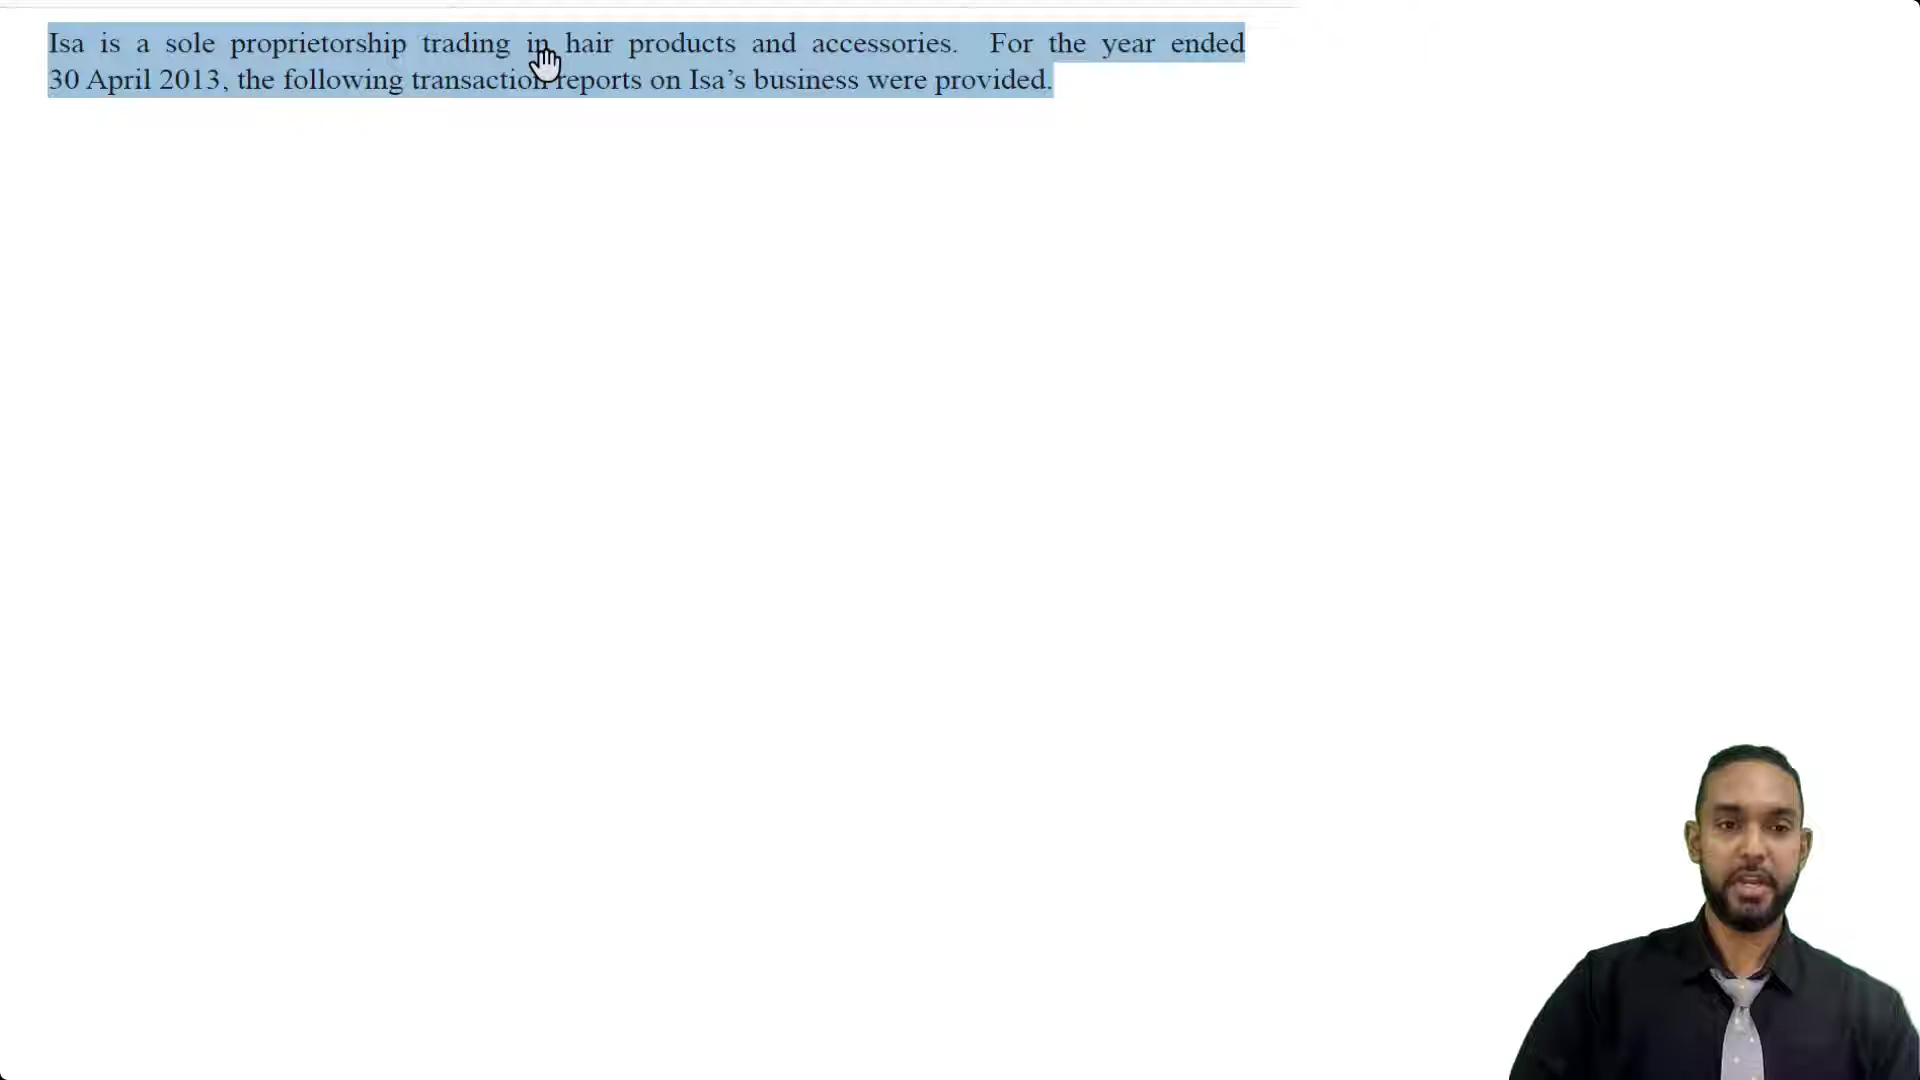 Isa is a sole proprietorship trading in hair products and accessories. For the year ended
30 April 2013, the following transaction reports on Isa’s business were provided.